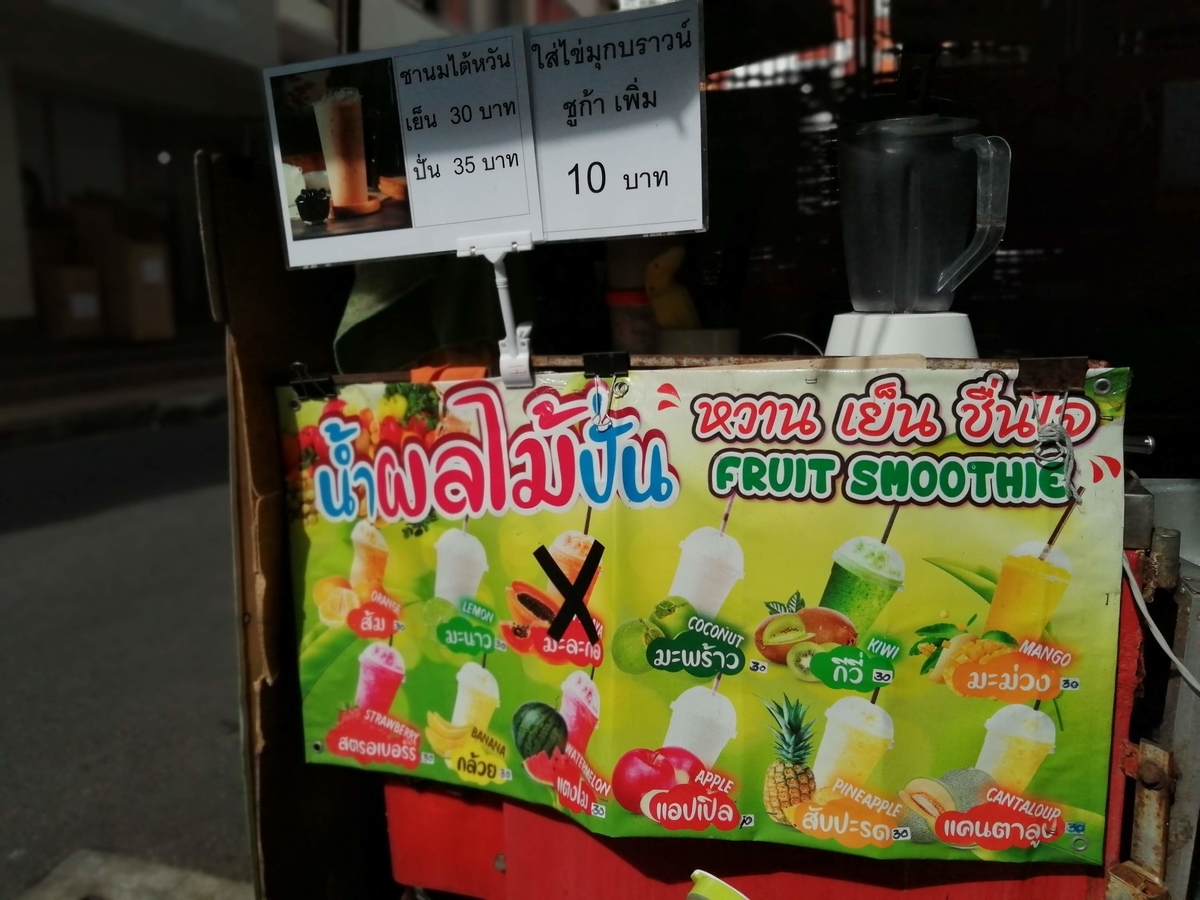 ชานมไต้หวัน
เย็น 30 บาท
ปั่น 35 บาท
ใส่ไข่มุกบราวน์
ชูก้า เพิ่ม
10 บาท
น้ำผลไม้ปั่น
หวาน เย็น ชื่นใจ
FRUIT SMOOTHIE
ORANGE
ส้ม 30
LEMON
มะนาว 30
มะละกอ
COCONUT
มะพร้าว 30
KIWI
กีวี่ 30
MANGO
มะม่วง 30
STRAWBERRY
สตรอเบอร์รี่ 30
BANANA
กล้วย 30
WATERMELON
แตงโม 30
APPLE
แอปเปิ้ล
PINEAPPLE
สับปะรด 30
CANTALOUP
แคนตาลูป 30